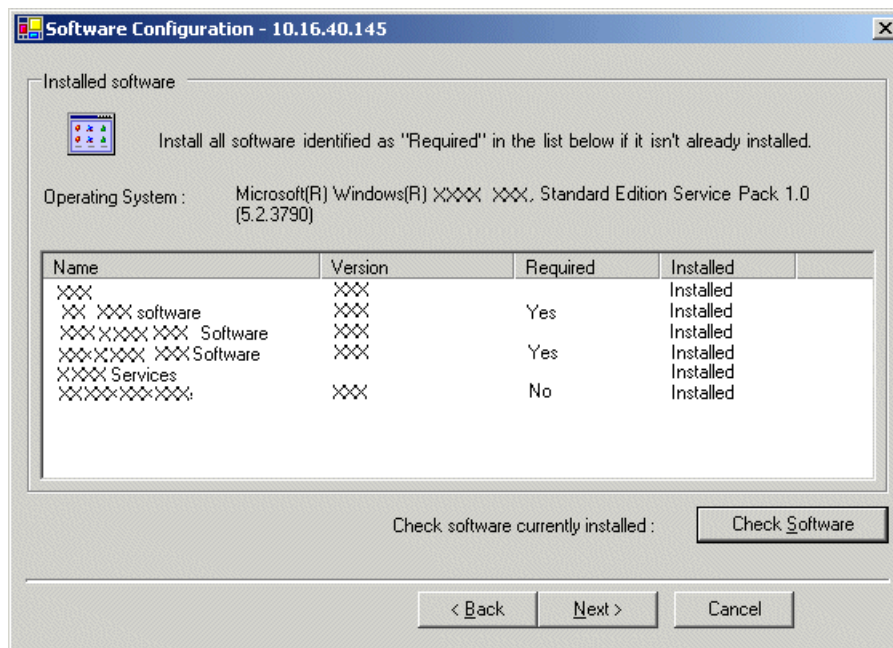 Software Configuration - 10.16.40.145
Installed software
Install all software identified as "Required" in the list below if it isn't already installed.
Operating System : Microsoft(R) Windows(R) XXXX XXX, Standard Edition Service Pack 1.0
(5.2.3790)
Name Version Required Installed
XXX XXX Installed
XX XXX software XXX Yes Installed
XXX XXXX XXX Software XXX Installed
XXXXXXX XXX Software XXX Yes Installed
XXXX Services Installed
XXXXXXXXXXX: XXX No Installed
Check software currently installed : Check Software
< Back Next > Cancel